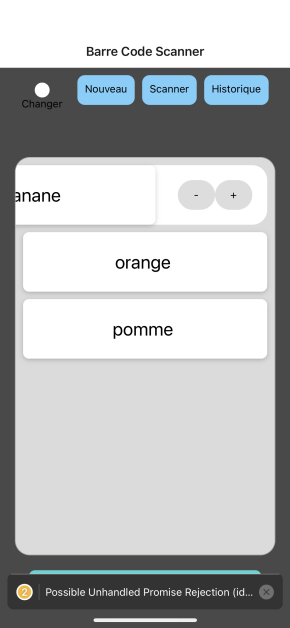 Barre Code Scanner
Changer
Nouveau
Scanner
Historique
anane
-
+
orange
pomme
2
Possible Unhandled Promise Rejection (id...